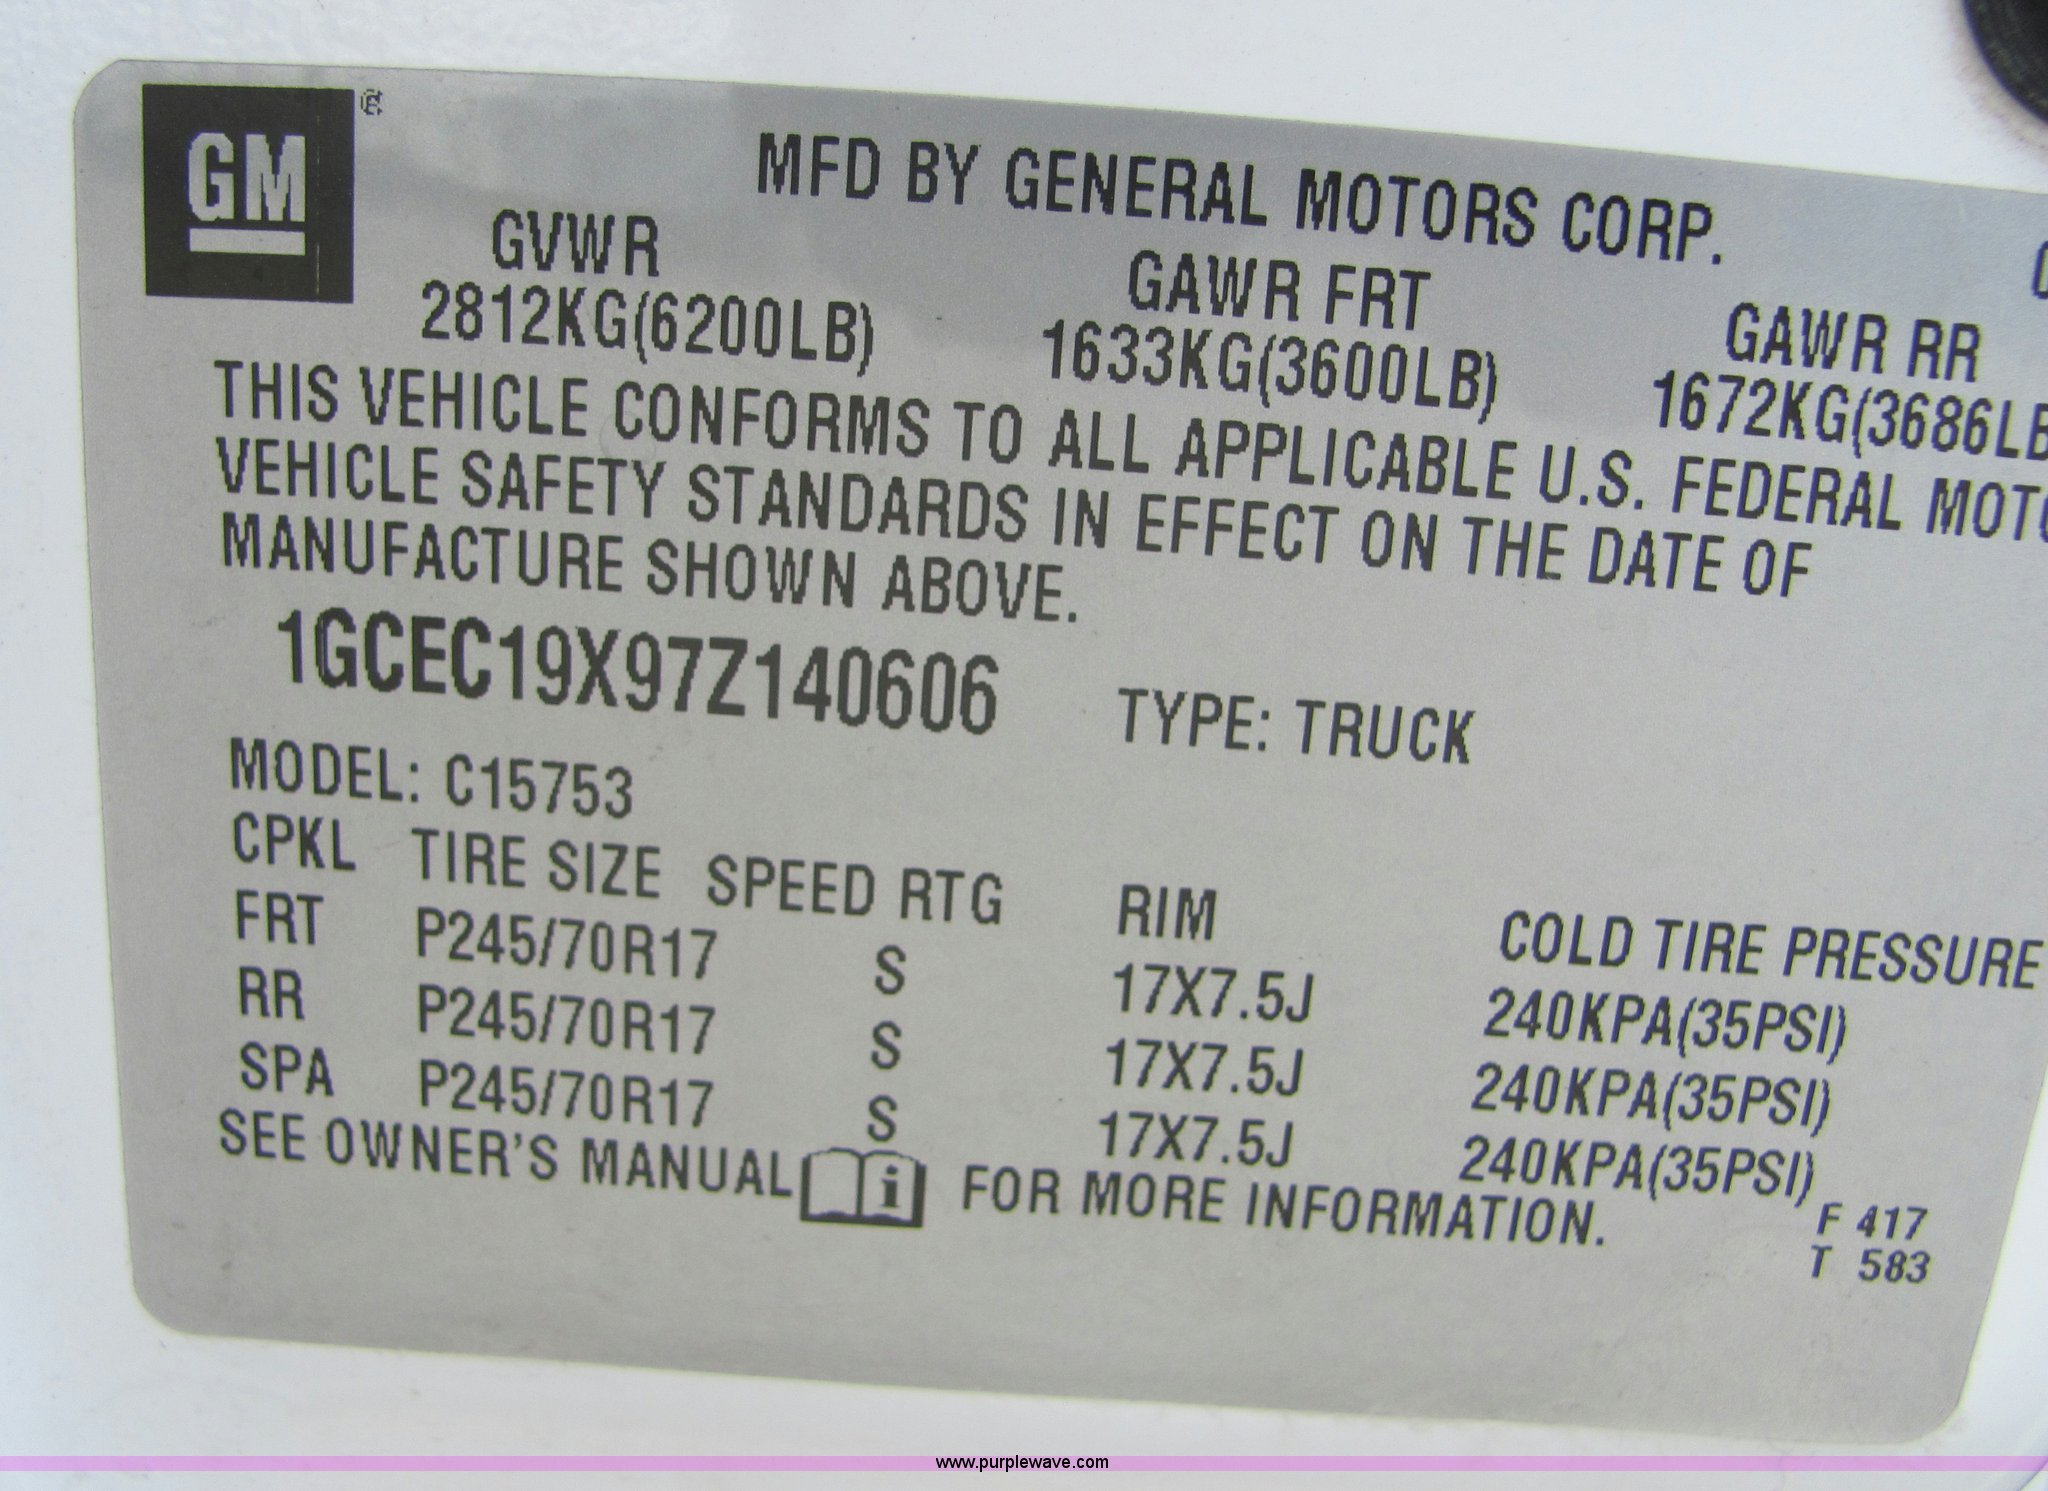 GM ®
MFD BY GENERAL MOTORS CORP.
GVWR GAWR FRT GAWR RR
2812KG(6200LB) 1633KG(3600LB) 1672KG(3686LB
THIS VEHICLE CONFORMS TO ALL APPLICABLE U.S. FEDERAL MOTO
VEHICLE SAFETY STANDARDS IN EFFECT ON THE DATE OF
MANUFACTURE SHOWN ABOVE.
1GCEC19X97Z140606 TYPE: TRUCK
MODEL: C15753
CPKL TIRE SIZE SPEED RTG RIM COLD TIRE PRESSURE
FRT P245/70R17 S 17X7.5J 240KPA(35PSI)
RR P245/70R17 S 17X7.5J 240KPA(35PSI)
SPA P245/70R17 S 17X7.5J 240KPA(35PSI)
SEE OWNER'S MANUAL i FOR MORE INFORMATION.
F 417
T 583
www.purplewave.com